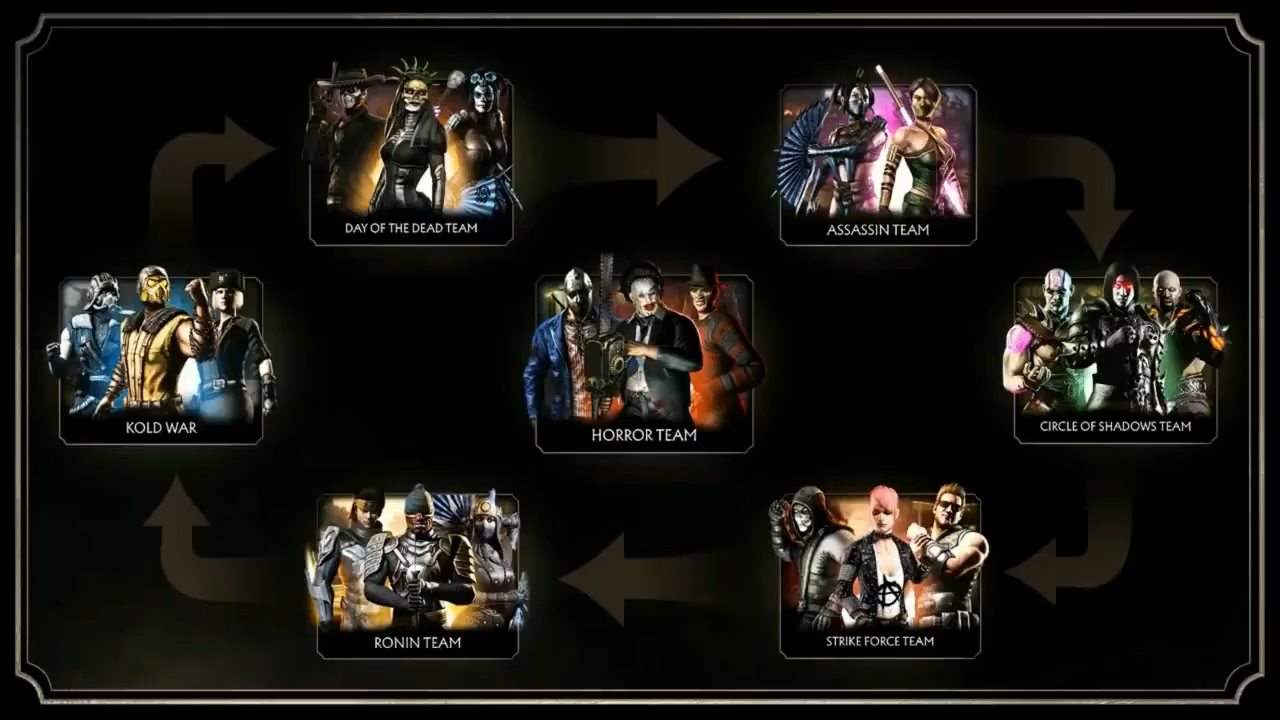 DAY OF THE DEAD TEAM
ASSASSIN TEAM
KOLD WAR
HORROR TEAM
CIRCLE OF SHADOWS TEAM
RONIN TEAM
STRIKE FORCE TEAM